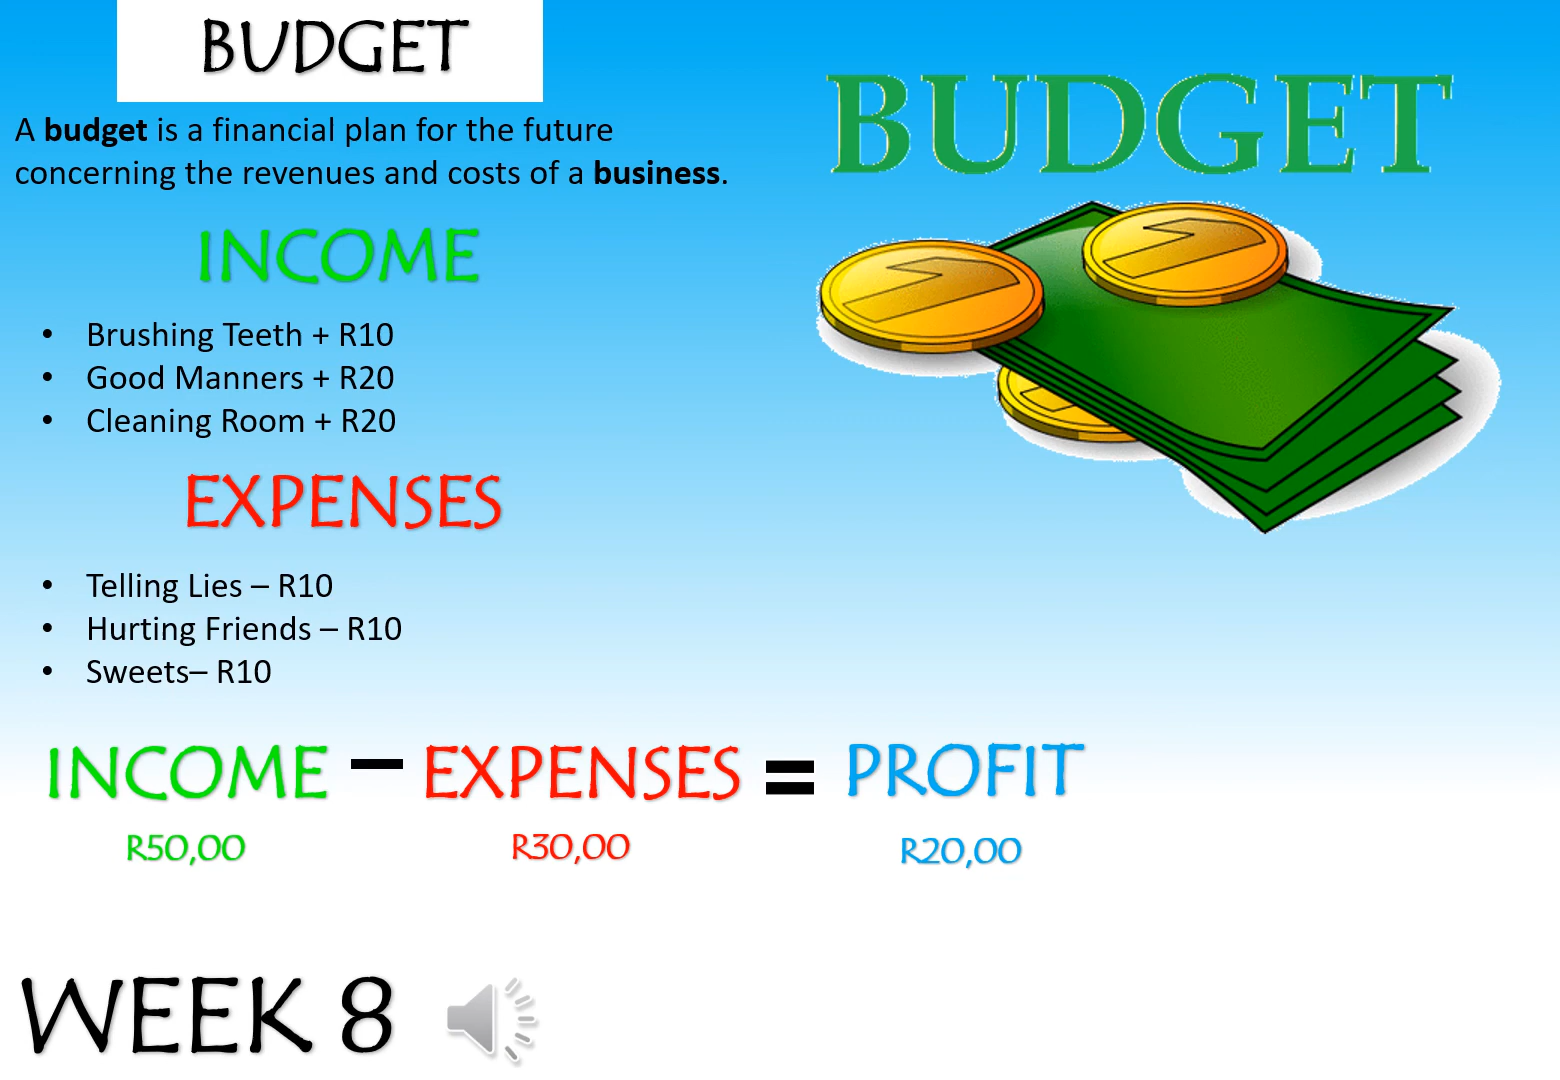 BUDGET
A budget is a financial plan for the future
concerning the revenues and costs of a business.
BUDGET
INCOME
• Brushing Teeth + R10
• Good Manners + R20
• Cleaning Room + R20
EXPENSES
• Telling Lies – R10
• Hurting Friends – R10
• Sweets– R10
INCOME – EXPENSES = PROFIT
R50,00 R30,00 R20,00
WEEK 8